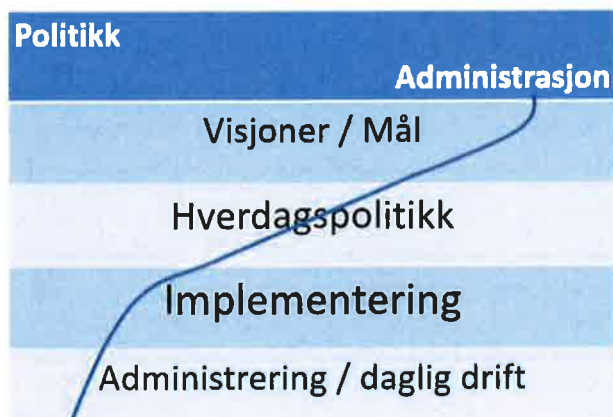 Politikk
Administrasjon
Visjoner / Mål
Hverdagspolitikk
Implementering
Administrering / daglig drift